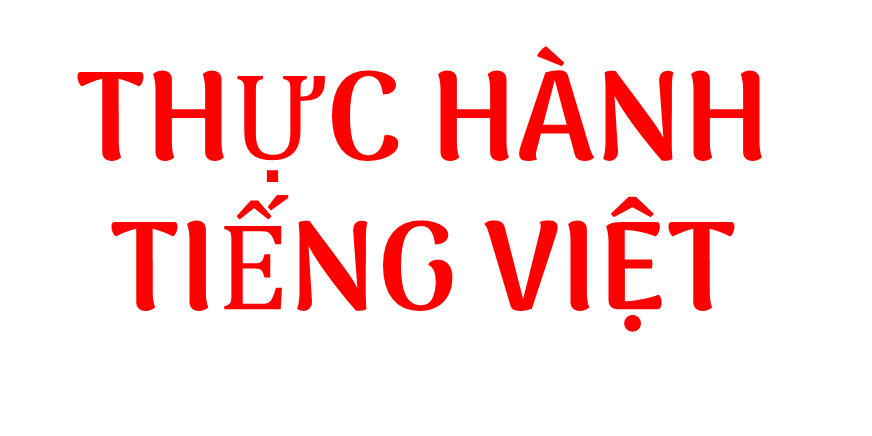 THỰC HÀNH
TIẾNG VIỆT